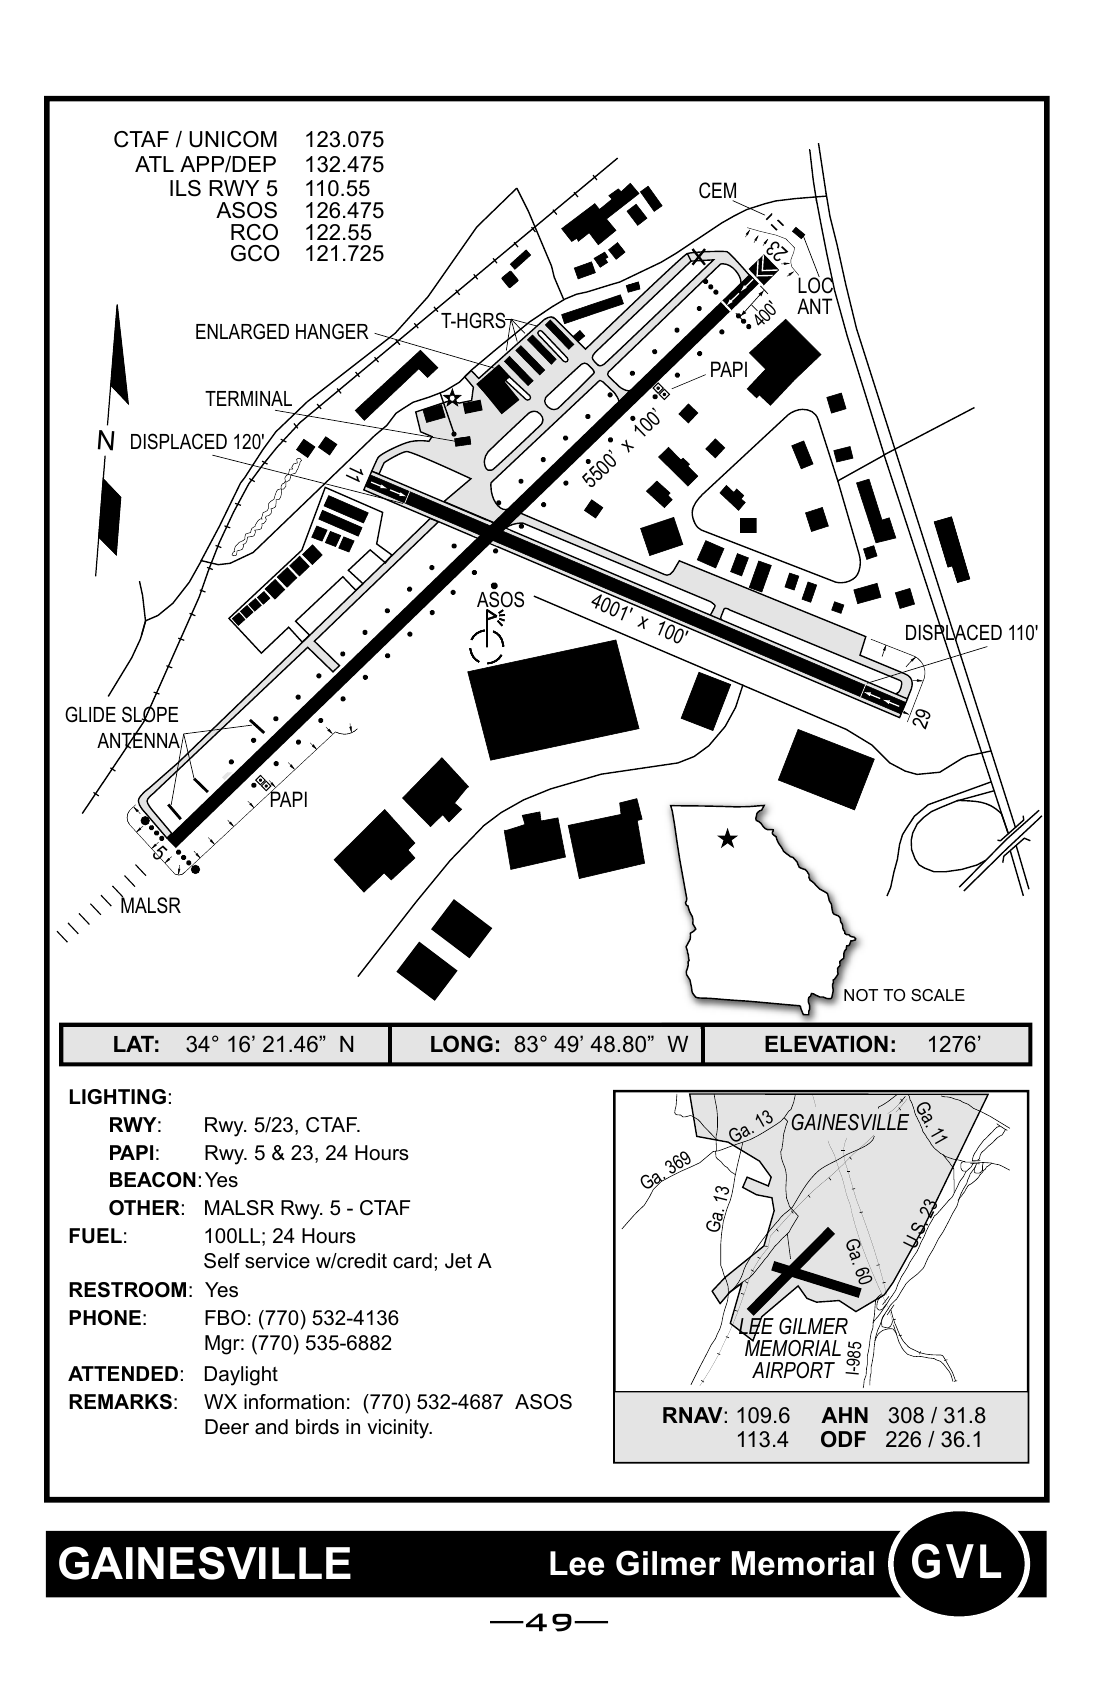 CTAF / UNICOM 123.075
ATL APP/DEP 132.475
ILS RWY 5 110.55
ASOS 126.475
RCO 122.55
GCO 121.725
CEM
23
LOC
ANT
400'
T-HGRS
ENLARGED HANGER
PAPI
TERMINAL
N
DISPLACED 120'
11
5500' x 100'
ASOS
4001' x 100'
DISPLACED 110'
29
GLIDE SLOPE
ANTENNA
PAPI
5
MALSR
NOT TO SCALE
LAT: 34° 16’ 21.46” N LONG: 83° 49’ 48.80” W ELEVATION: 1276’
LIGHTING:
RWY: Rwy. 5/23, CTAF.
PAPI: Rwy. 5 & 23, 24 Hours
BEACON: Yes
OTHER: MALSR Rwy. 5 - CTAF
FUEL: 100LL; 24 Hours
Self service w/credit card; Jet A
RESTROOM: Yes
PHONE: FBO: (770) 532-4136
Mgr: (770) 535-6882
ATTENDED: Daylight
REMARKS: WX information: (770) 532-4687 ASOS
Deer and birds in vicinity.
Ga. 13
GAINESVILLE
Ga. 11
Ga. 369
Ga. 13
U.S. 23
Ga. 60
LEE GILMER
MEMORIAL
AIRPORT
I-985
RNAV: 109.6 AHN 308 / 31.8
113.4 ODF 226 / 36.1
GAINESVILLE Lee Gilmer Memorial GVL
—49—